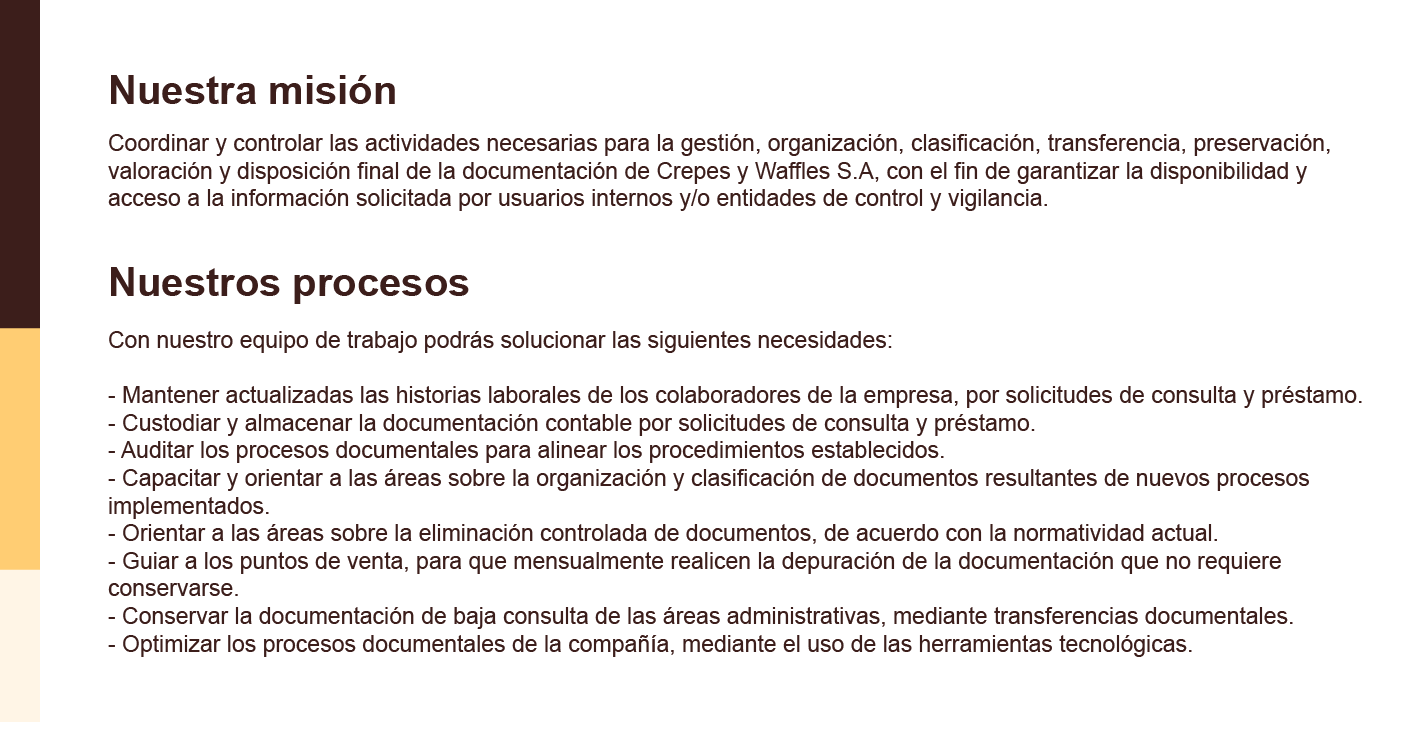 Nuestra misión
Coordinar y controlar las actividades necesarias para la gestión, organización, clasificación, transferencia, preservación,
valoración y disposición final de la documentación de Crepes y Waffles S.A, con el fin de garantizar la disponibilidad y
acceso a la información solicitada por usuarios internos y/o entidades de control y vigilancia.
Nuestros procesos
Con nuestro equipo de trabajo podrás solucionar las siguientes necesidades:
- Mantener actualizadas las historias laborales de los colaboradores de la empresa, por solicitudes de consulta y préstamo.
- Custodiar y almacenar la documentación contable por solicitudes de consulta y préstamo.
- Auditar los procesos documentales para alinear los procedimientos establecidos.
- Capacitar y orientar a las áreas sobre la organización y clasificación de documentos resultantes de nuevos procesos
implementados.
- Orientar a las áreas sobre la eliminación controlada de documentos, de acuerdo con la normatividad actual.
- Guiar a los puntos de venta, para que mensualmente realicen la depuración de la documentación que no requiere
conservarse.
- Conservar la documentación de baja consulta de las áreas administrativas, mediante transferencias documentales.
- Optimizar los procesos documentales de la compañía, mediante el uso de las herramientas tecnológicas.